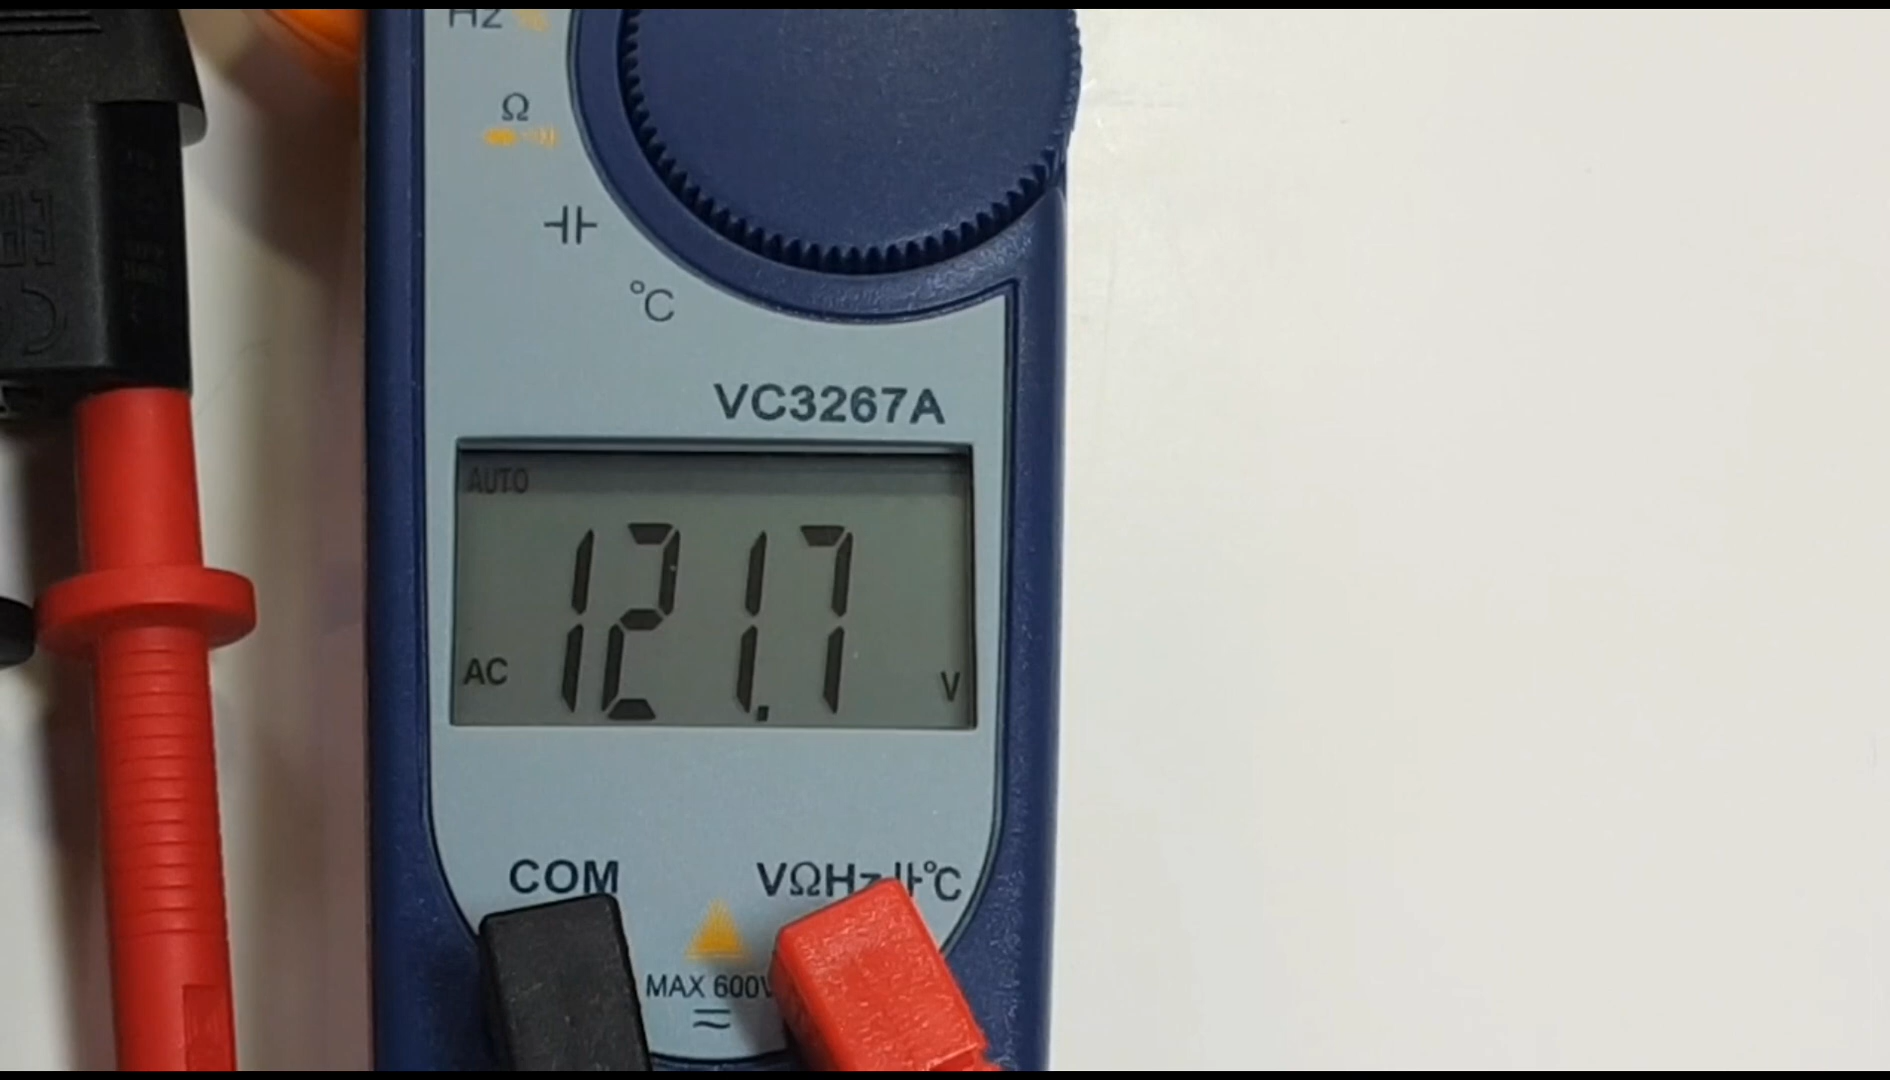 Hz %
Ω
°C
VC3267A
AUTO
121.7
AC
V
COM
VΩHz °C
MAX 600V